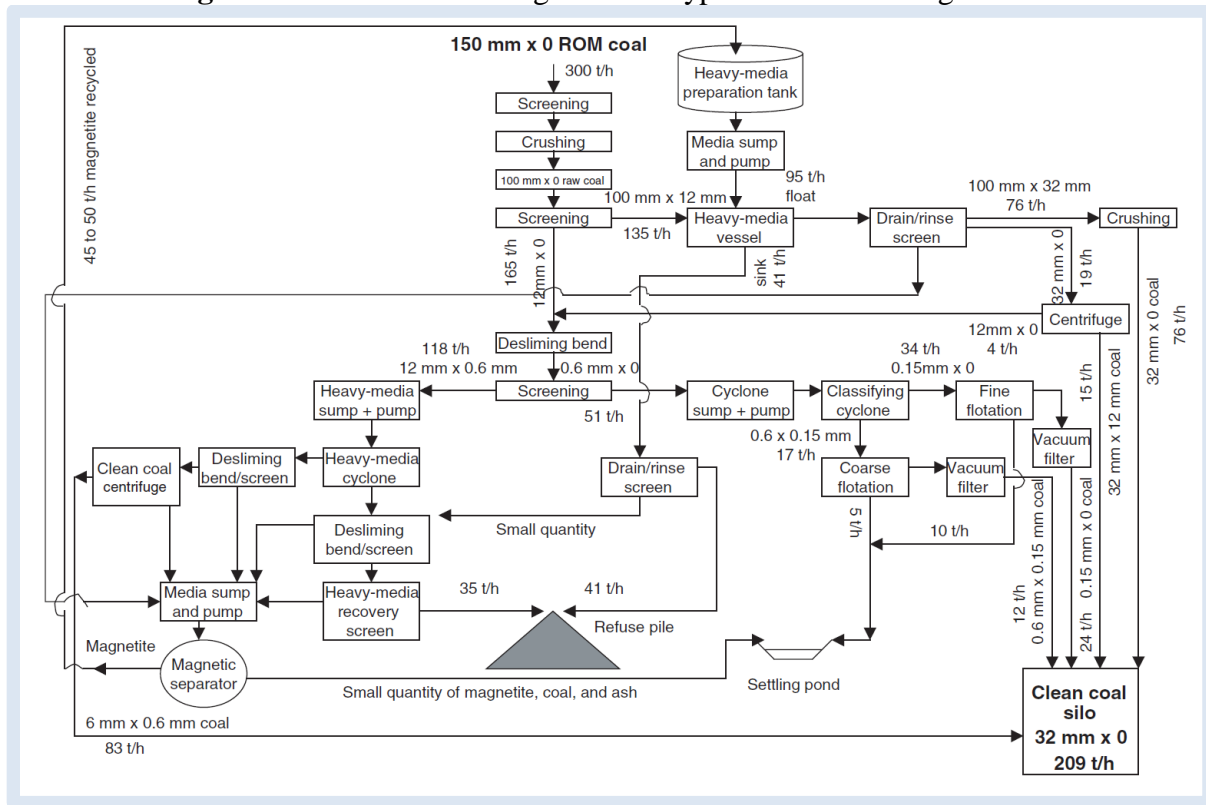 150 mm x 0 ROM coal
300 t/h
Screening
Crushing
100 mm x 0 raw coal
Screening
Heavy-media
preparation tank
Media sump
and pump
95 t/h
float
100 mm x 12 mm
135 t/h
Heavy-media
vessel
Drain/rinse
screen
100 mm x 32 mm
76 t/h
Crushing
45 to 50 t/h magnetite recycled
165 t/h
12mm x 0
sink
41 t/h
32 mm x 0
19 t/h
Centrifuge
12mm x 0
32 mm x 0 coal
76 t/h
Desliming bend
118 t/h
12 mm x 0.6 mm
0.6 mm x 0
Screening
51 t/h
Heavy-media
sump + pump
Cyclone
sump + pump
Classifying
cyclone
34 t/h
0.15mm x 0
4 t/h
Fine
flotation
15 t/h
32 mm x 12 mm coal
Vacuum
filter
0.6 x 0.15 mm
17 t/h
Clean coal
centrifuge
Desliming
bend/screen
Heavy-media
cyclone
Drain/rinse
screen
Coarse
flotation
Vacuum
filter
Small quantity
Desliming
bend/screen
5 t/h
10 t/h
12 t/h
0.6 mm x 0.15 mm coal
24 t/h
0.15 mm x 0 coal
Media sump
and pump
Heavy-media
recovery
screen
35 t/h
41 t/h
Refuse pile
Magnetite
Magnetic
separator
Small quantity of magnetite, coal, and ash
Settling pond
6 mm x 0.6 mm coal
83 t/h
Clean coal
silo
32 mm x 0
209 t/h